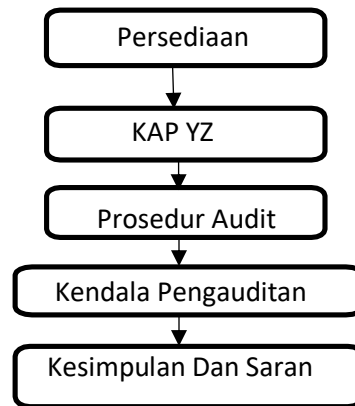 Persediaan
KAP YZ
Prosedur Audit
Kendala Pengauditan
Kesimpulan Dan Saran